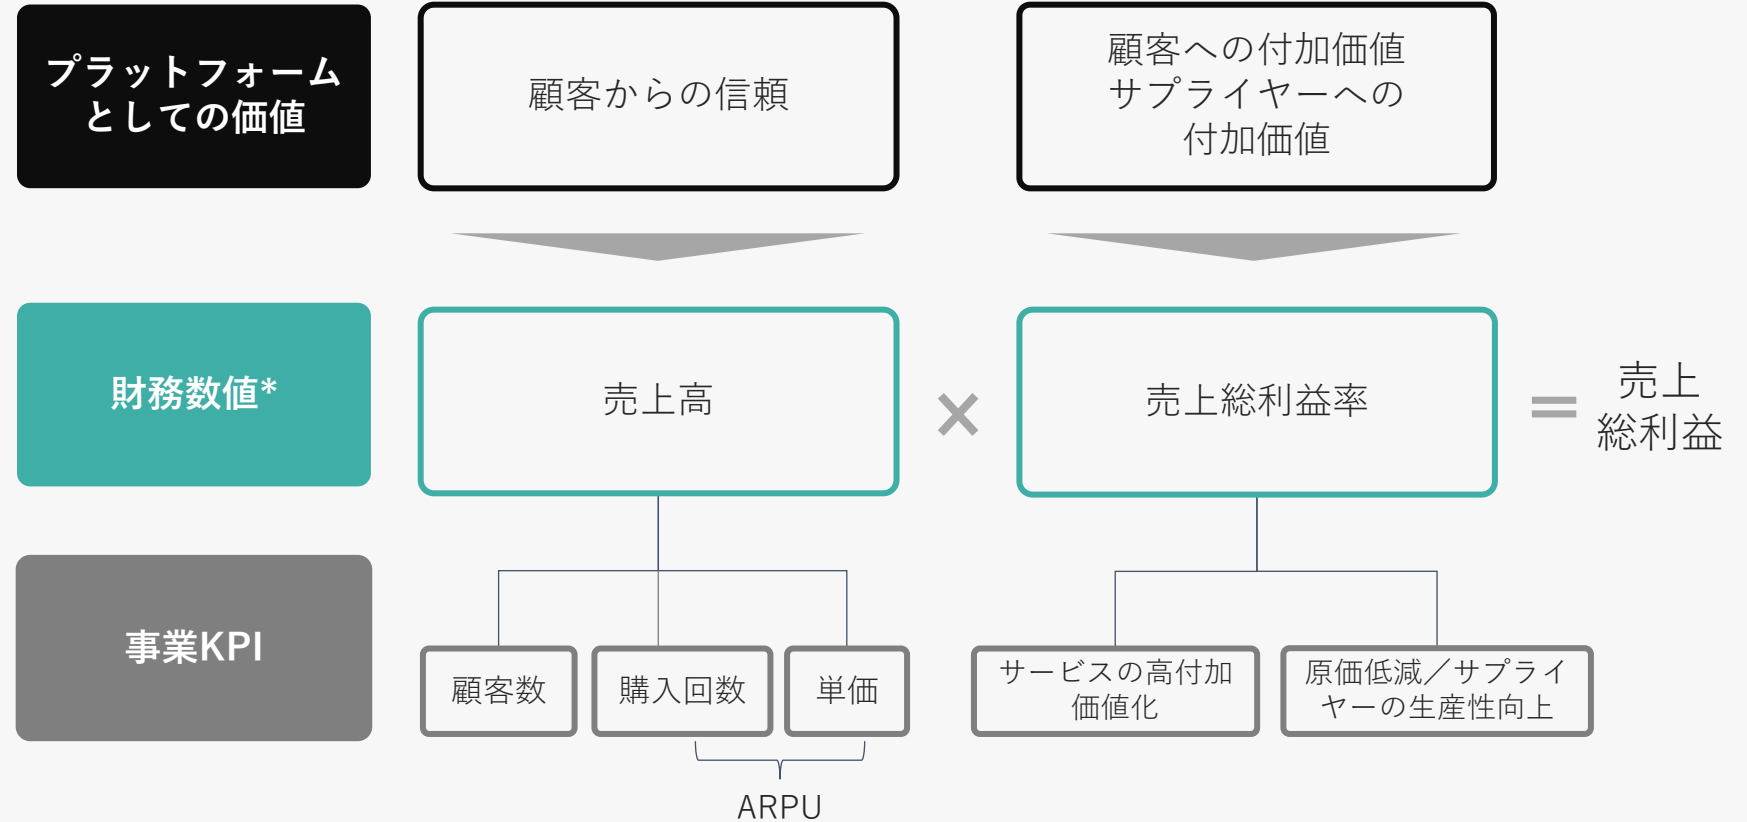 プラットフォーム
としての価値
顧客からの信頼
顧客への付加価値
サプライヤーへの
付加価値
財務数値*
売上高
×
売上総利益率
＝
売上
総利益
事業KPI
顧客数
購入回数
単価
サービスの高付加
価値化
原価低減／サプライ
ヤーの生産性向上
ARPU